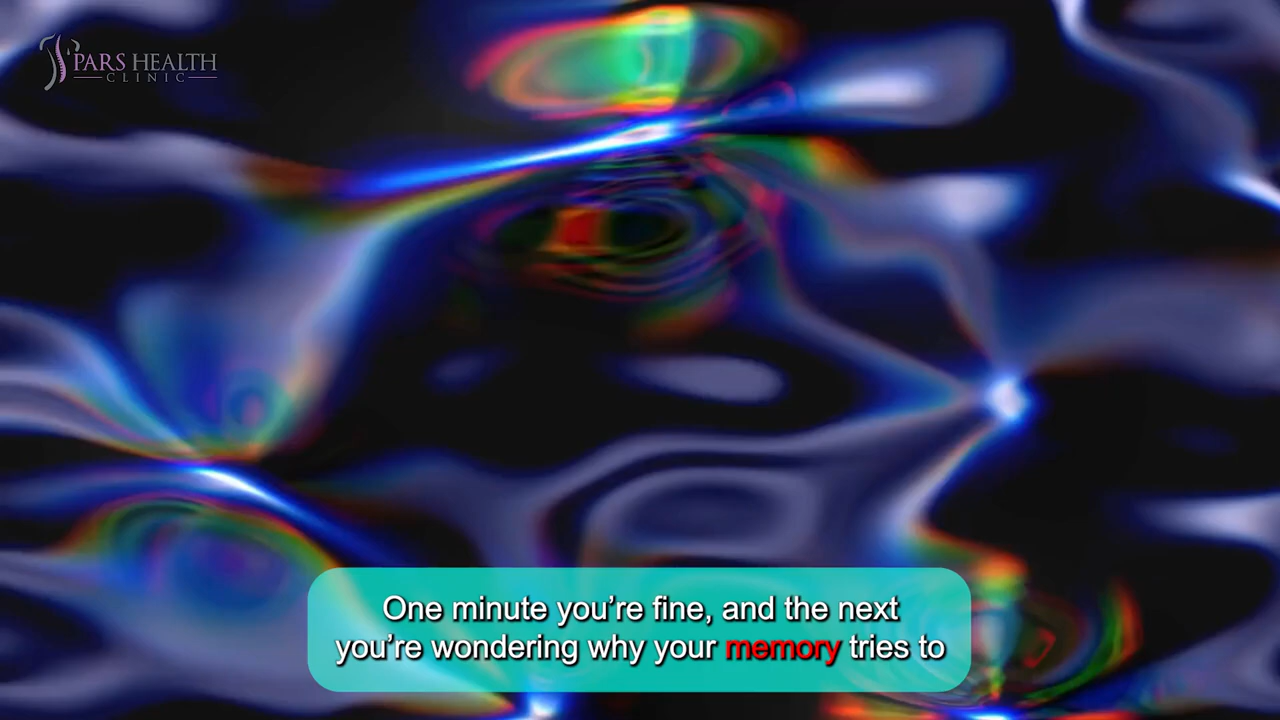 PARS HEALTH
CLINIC
One minute you’re fine, and the next
you’re wondering why your memory tries to